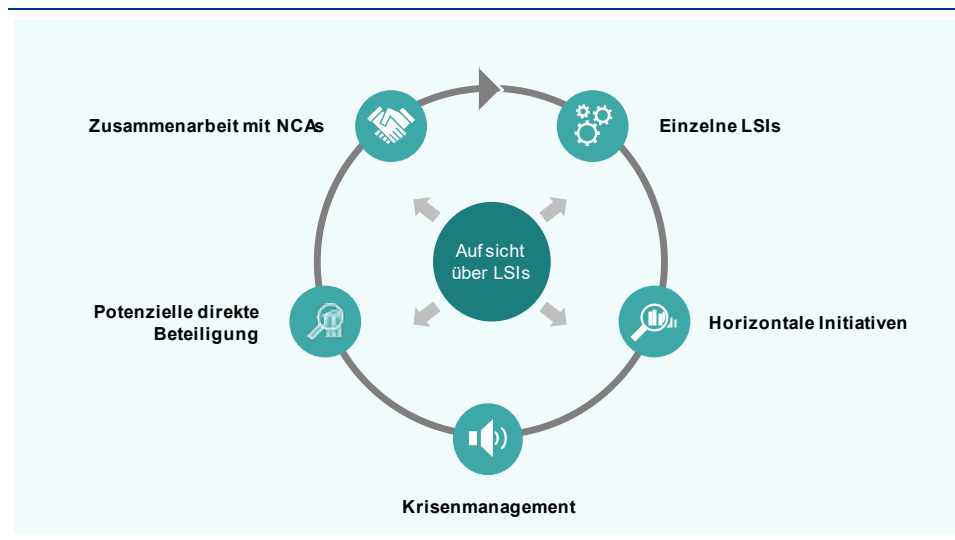 Zusammenarbeit mit NCAs
Einzelne LSIs
Aufsicht
über LSIs
Potenzielle direkte
Beteiligung
Horizontale Initiativen
Krisenmanagement